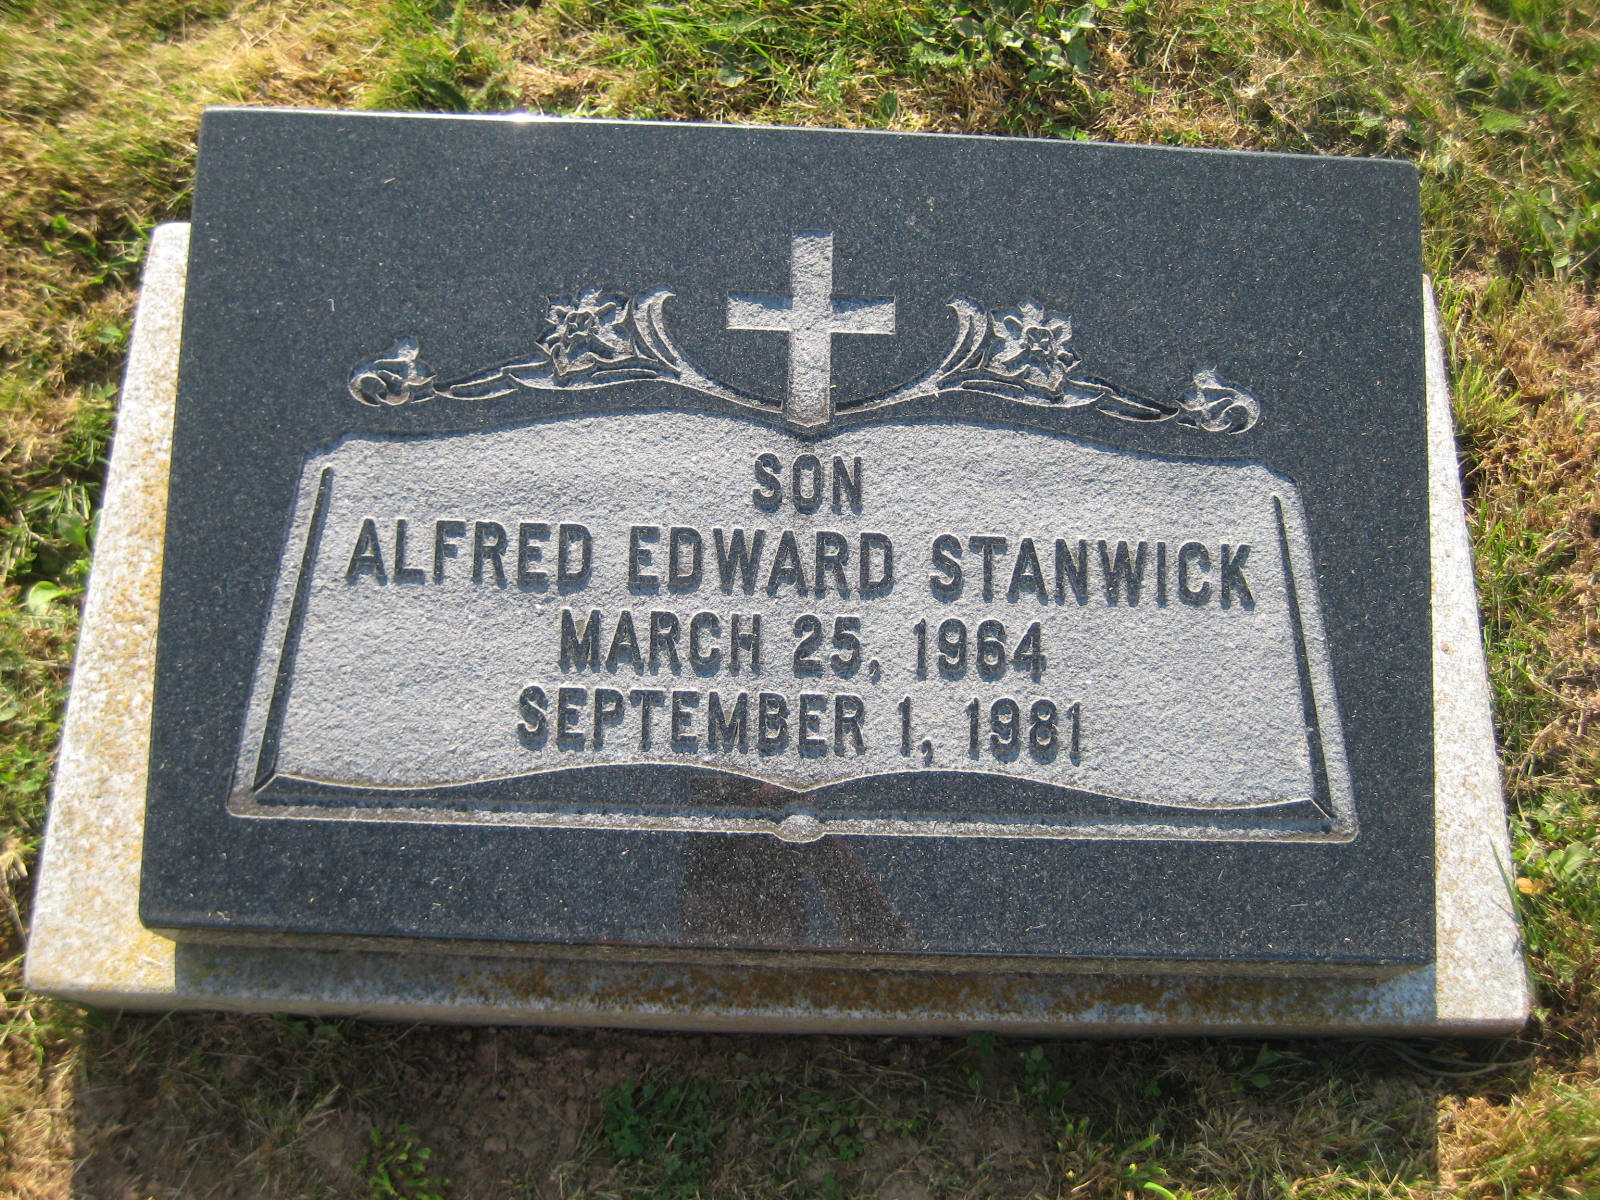 SON
ALFRED EDWARD STANWICK
MARCH 25, 1964
SEPTEMBER 1, 1981